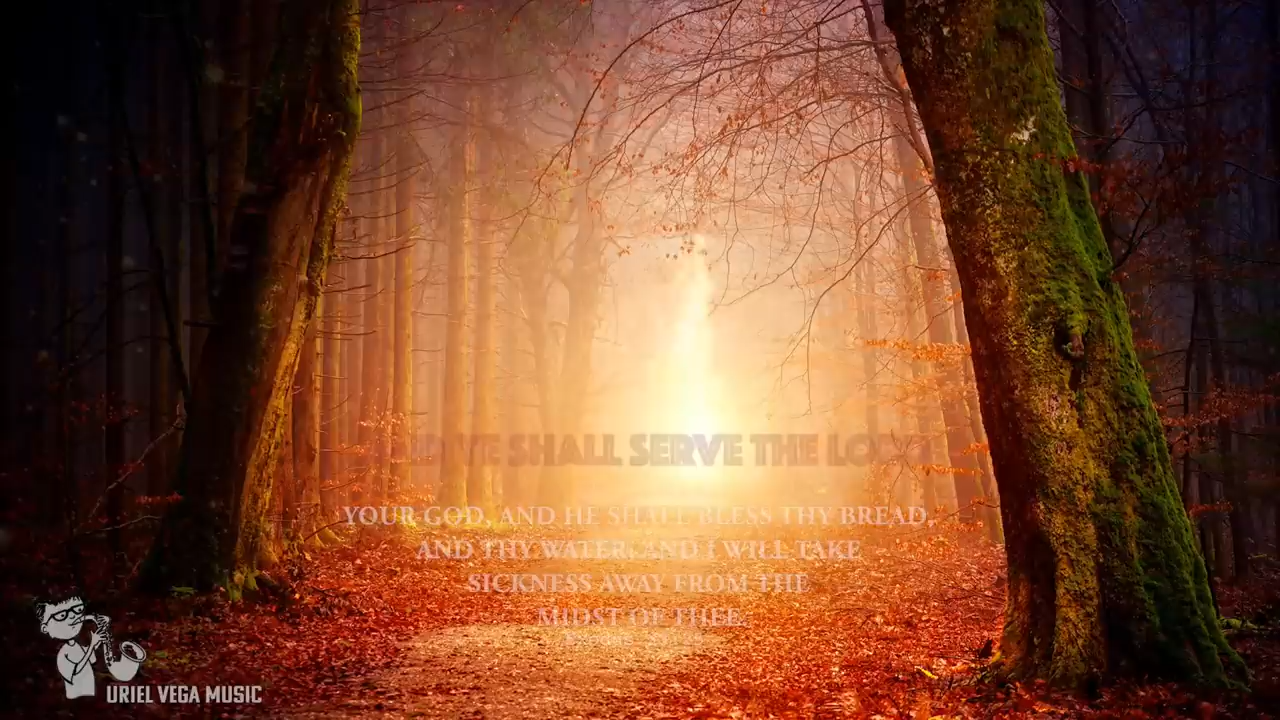 YE SHALL SERVE THE
YOUR GOD, AND HE SHALL BLESS THY BREAD,
AND THY WATER; AND I WILL TAKE
SICKNESS AWAY FROM THE
MIDST OF THEE.
URIEL VEGA MUSIC